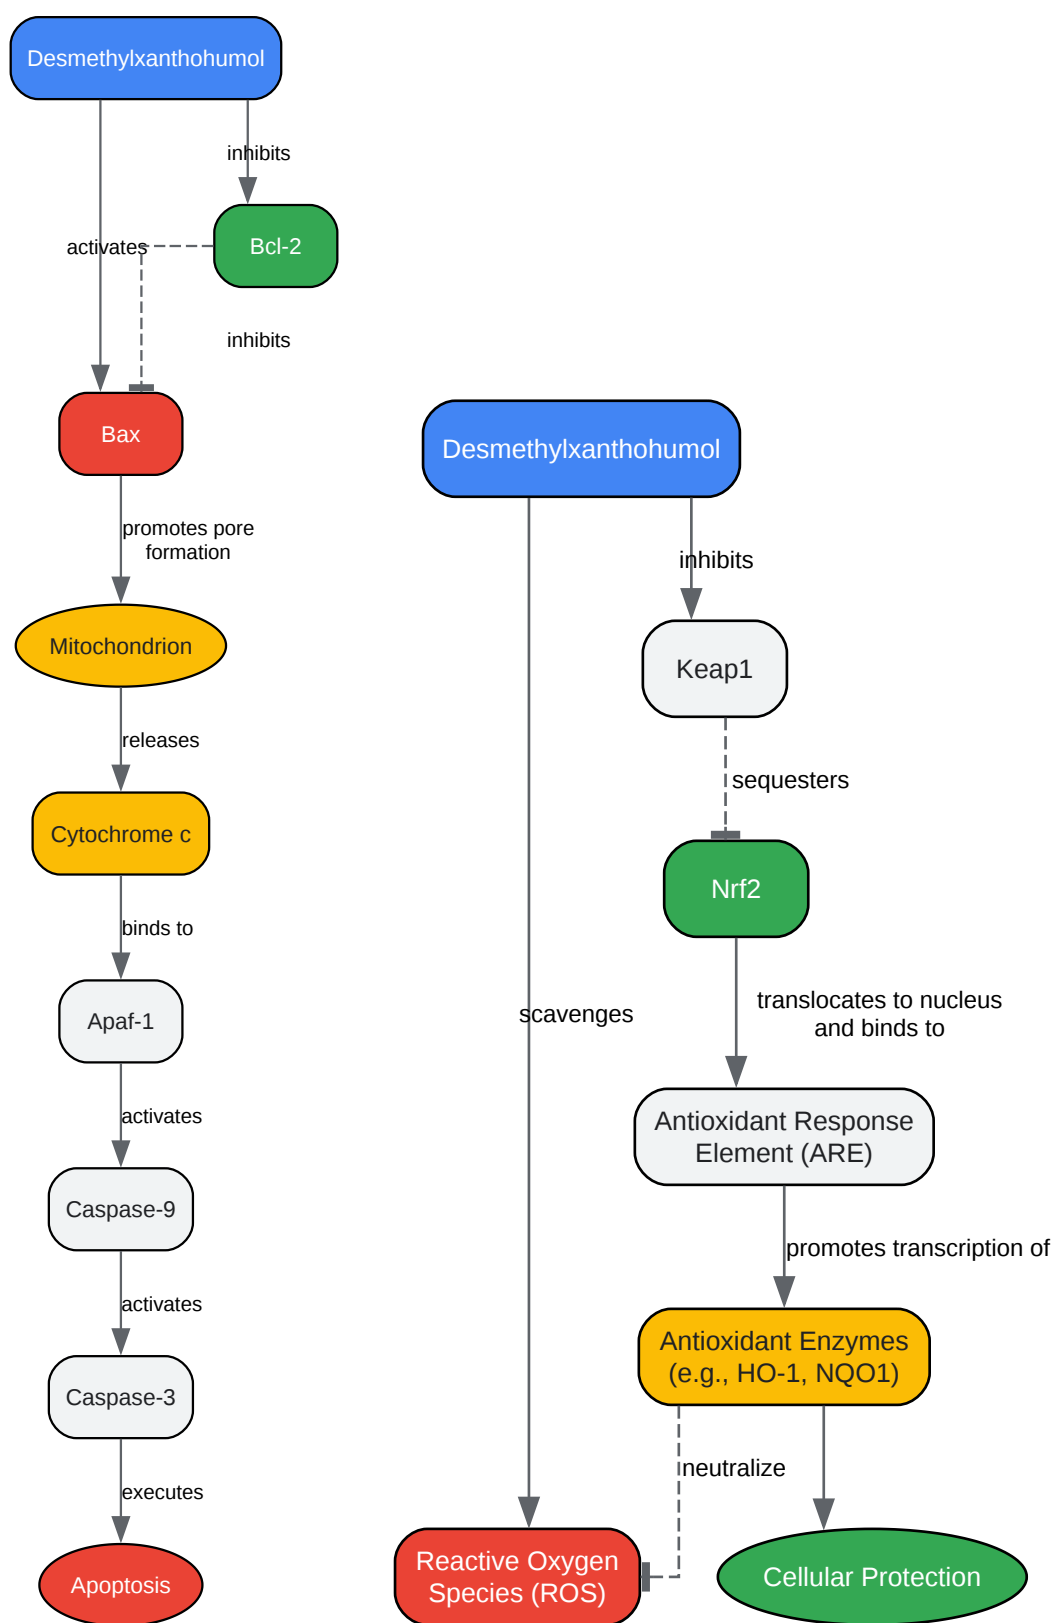 Desmethylxanthohumol
inhibits
activates
Bcl-2
inhibits
Bax
promotes pore
formation
Mitochondrion
releases
Cytochrome c
binds to
Apaf-1
activates
Caspase-9
activates
Caspase-3
executes
Apoptosis
Desmethylxanthohumol
inhibits
Keap1
sequesters
Nrf2
scavenges
translocates to nucleus
and binds to
Antioxidant Response
Element (ARE)
promotes transcription of
Antioxidant Enzymes
(e.g., HO-1, NQO1)
neutralize
Reactive Oxygen
Species (ROS)
Cellular Protection